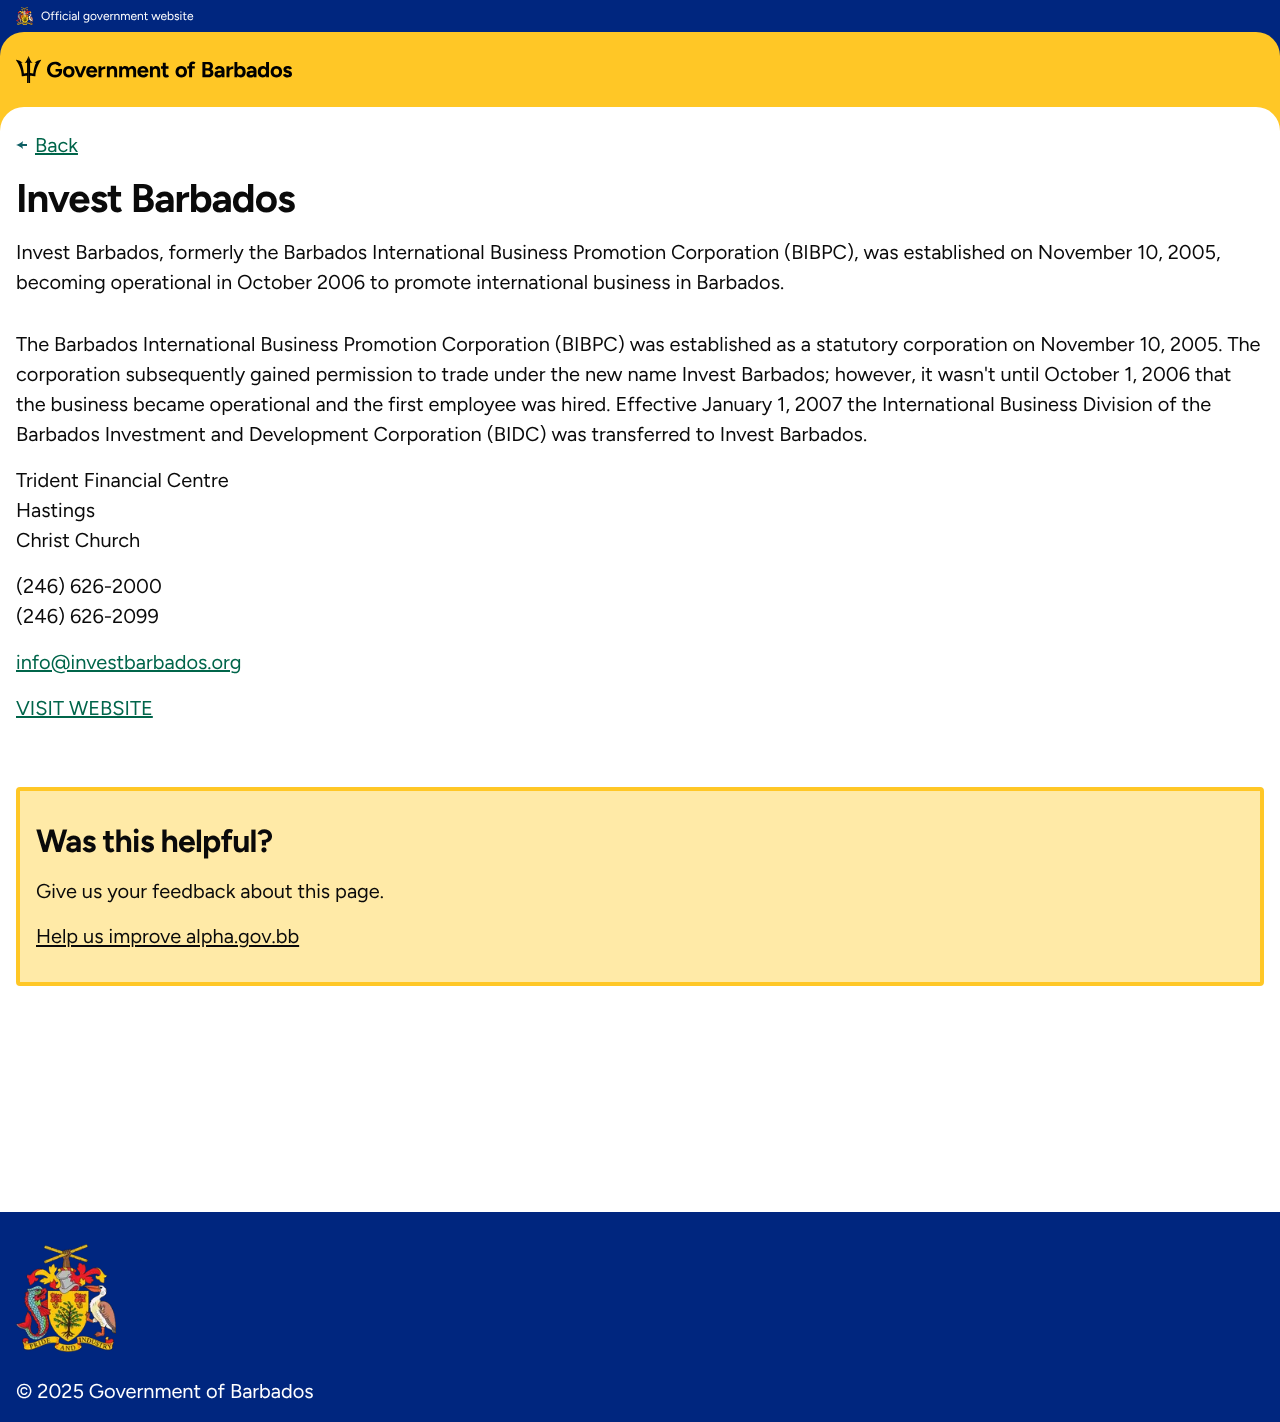 Official government website
Government of Barbados
Back
Invest Barbados
Invest Barbados, formerly the Barbados International Business Promotion Corporation (BIBPC), was established on November 10, 2005,
becoming operational in October 2006 to promote international business in Barbados.
The Barbados International Business Promotion Corporation (BIBPC) was established as a statutory corporation on November 10, 2005. The
corporation subsequently gained permission to trade under the new name Invest Barbados; however, it wasn't until October 1, 2006 that
the business became operational and the first employee was hired. Effective January 1, 2007 the International Business Division of the
Barbados Investment and Development Corporation (BIDC) was transferred to Invest Barbados.
Trident Financial Centre
Hastings
Christ Church
(246) 626-2000
(246) 626-2099
info@investbarbados.org
VISIT WEBSITE
Was this helpful?
Give us your feedback about this page.
Help us improve alpha.gov.bb
PRIDE AND INDUSTRY
© 2025 Government of Barbados